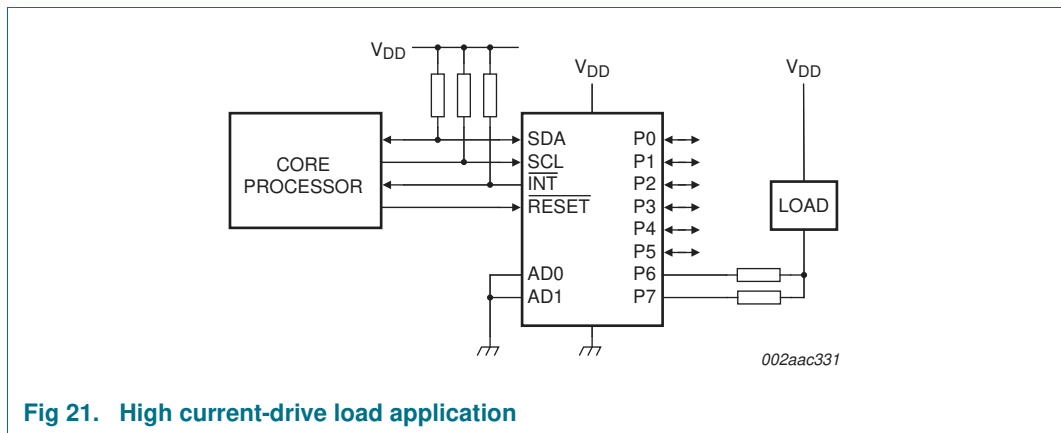 VDD
VDD
VDD
CORE
PROCESSOR
SDA
SCL
INT
RESET
AD0
AD1
P0
P1
P2
P3
P4
P5
P6
P7
LOAD
002aac331
Fig 21. High current-drive load application